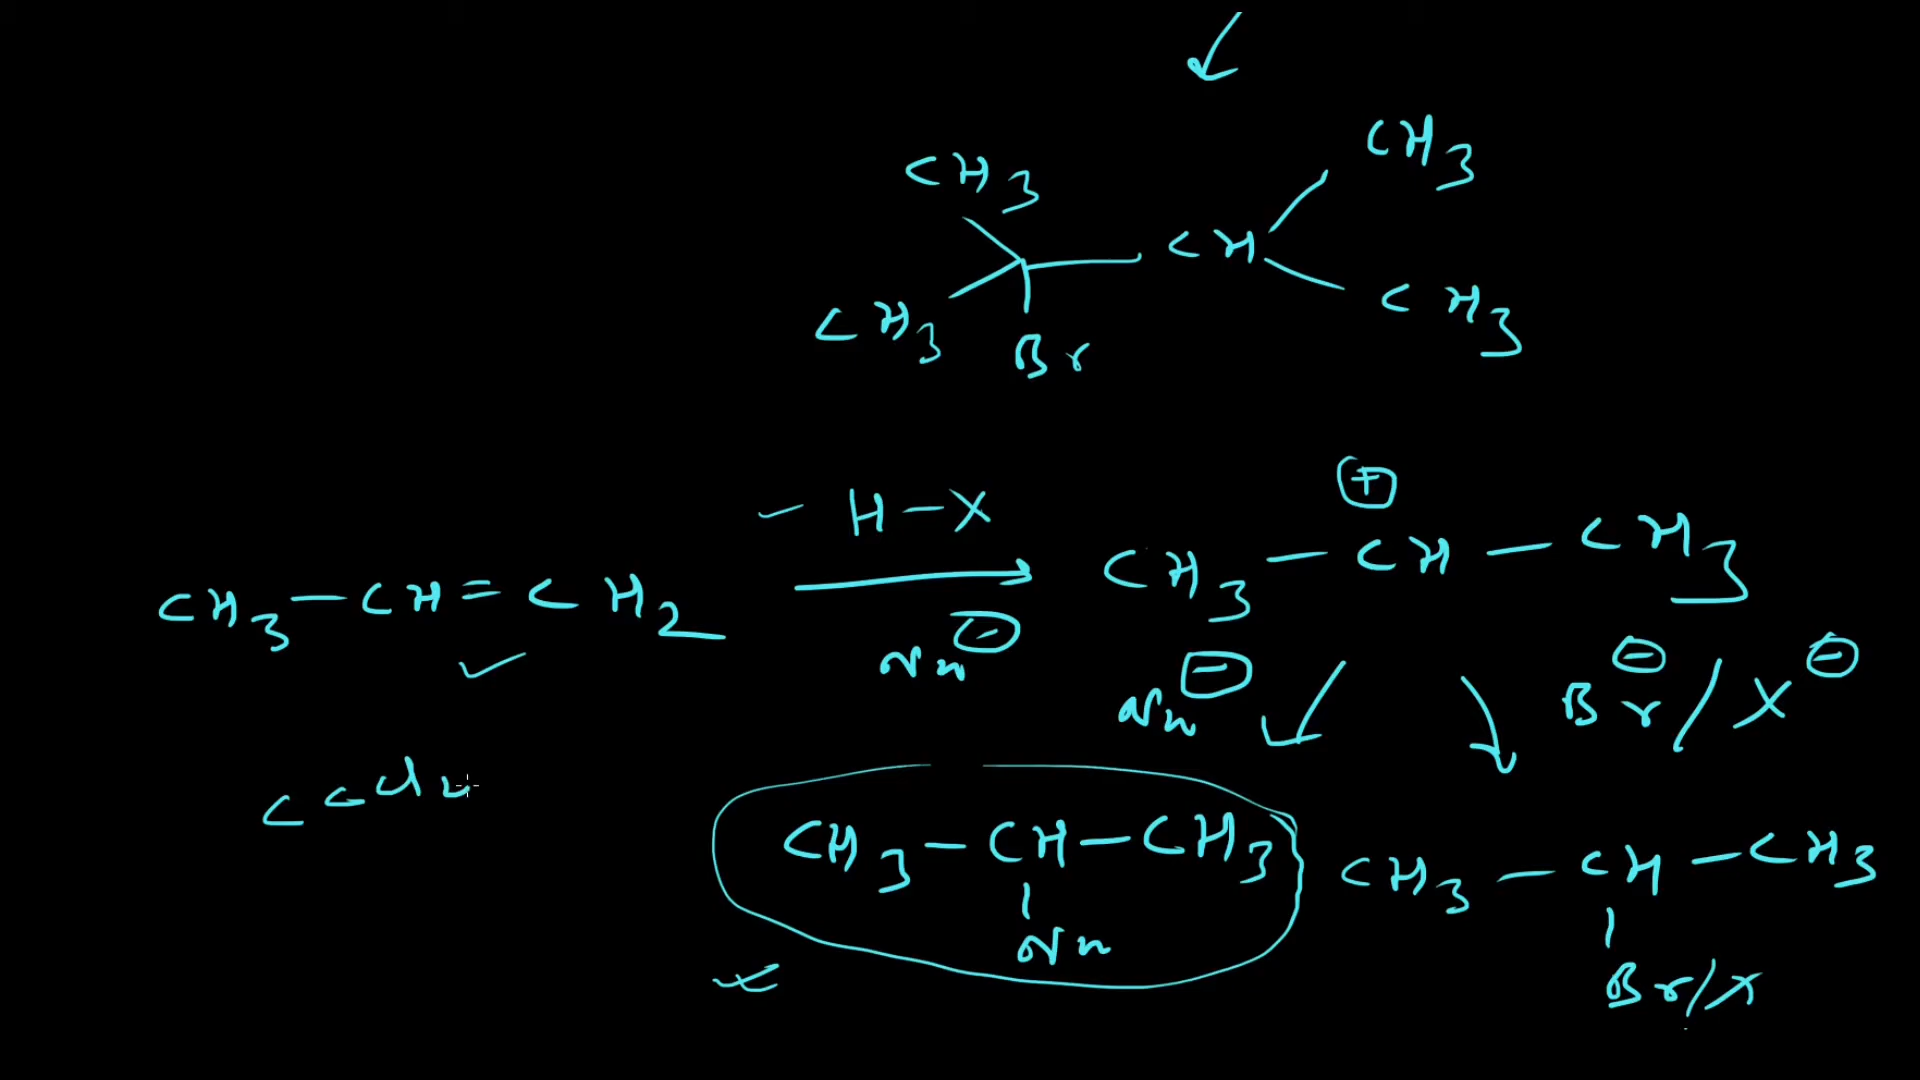 CH3 CH3
CH
CH3 Br CH3
⊕
H-X
CH3-CH=CH2 CH3-CH-CH3
Nu⊖ Nu⊖ Br⊖/X⊖
CH3-CH-CH3 CH3-CH-CH3
Nu Br/X